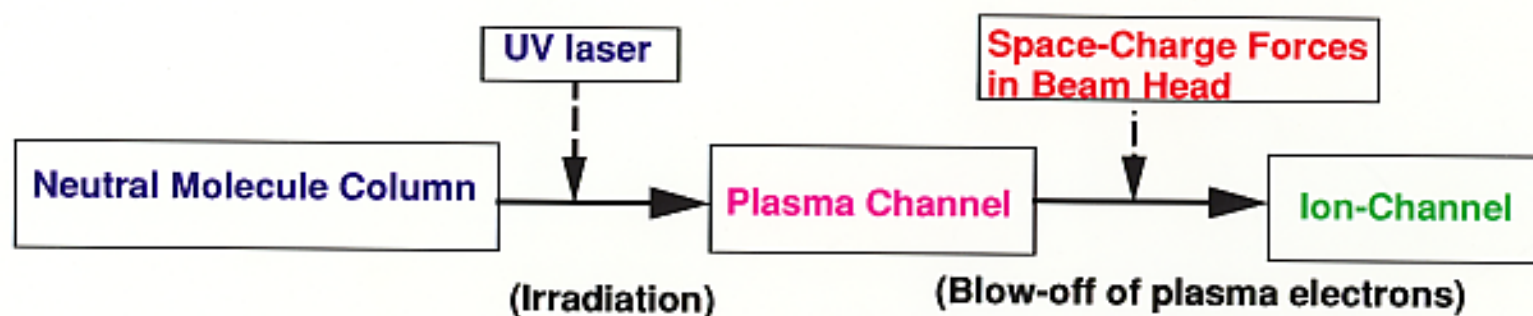 UV laser
Space-Charge Forces
in Beam Head
Neutral Molecule Column
Plasma Channel
Ion-Channel
(Irradiation)
(Blow-off of plasma electrons)